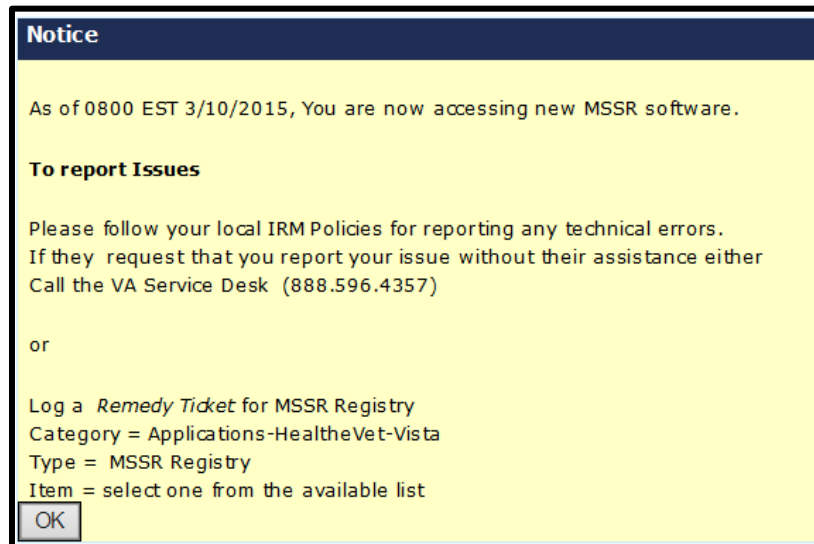 Notice
As of 0800 EST 3/10/2015, You are now accessing new MSSR software.
To report Issues
Please follow your local IRM Policies for reporting any technical errors.
If they request that you report your issue without their assistance either
Call the VA Service Desk (888.596.4357)
or
Log a Remedy Ticket for MSSR Registry
Category = Applications-HealtheVet-Vista
Type = MSSR Registry
Item = select one from the available list
OK